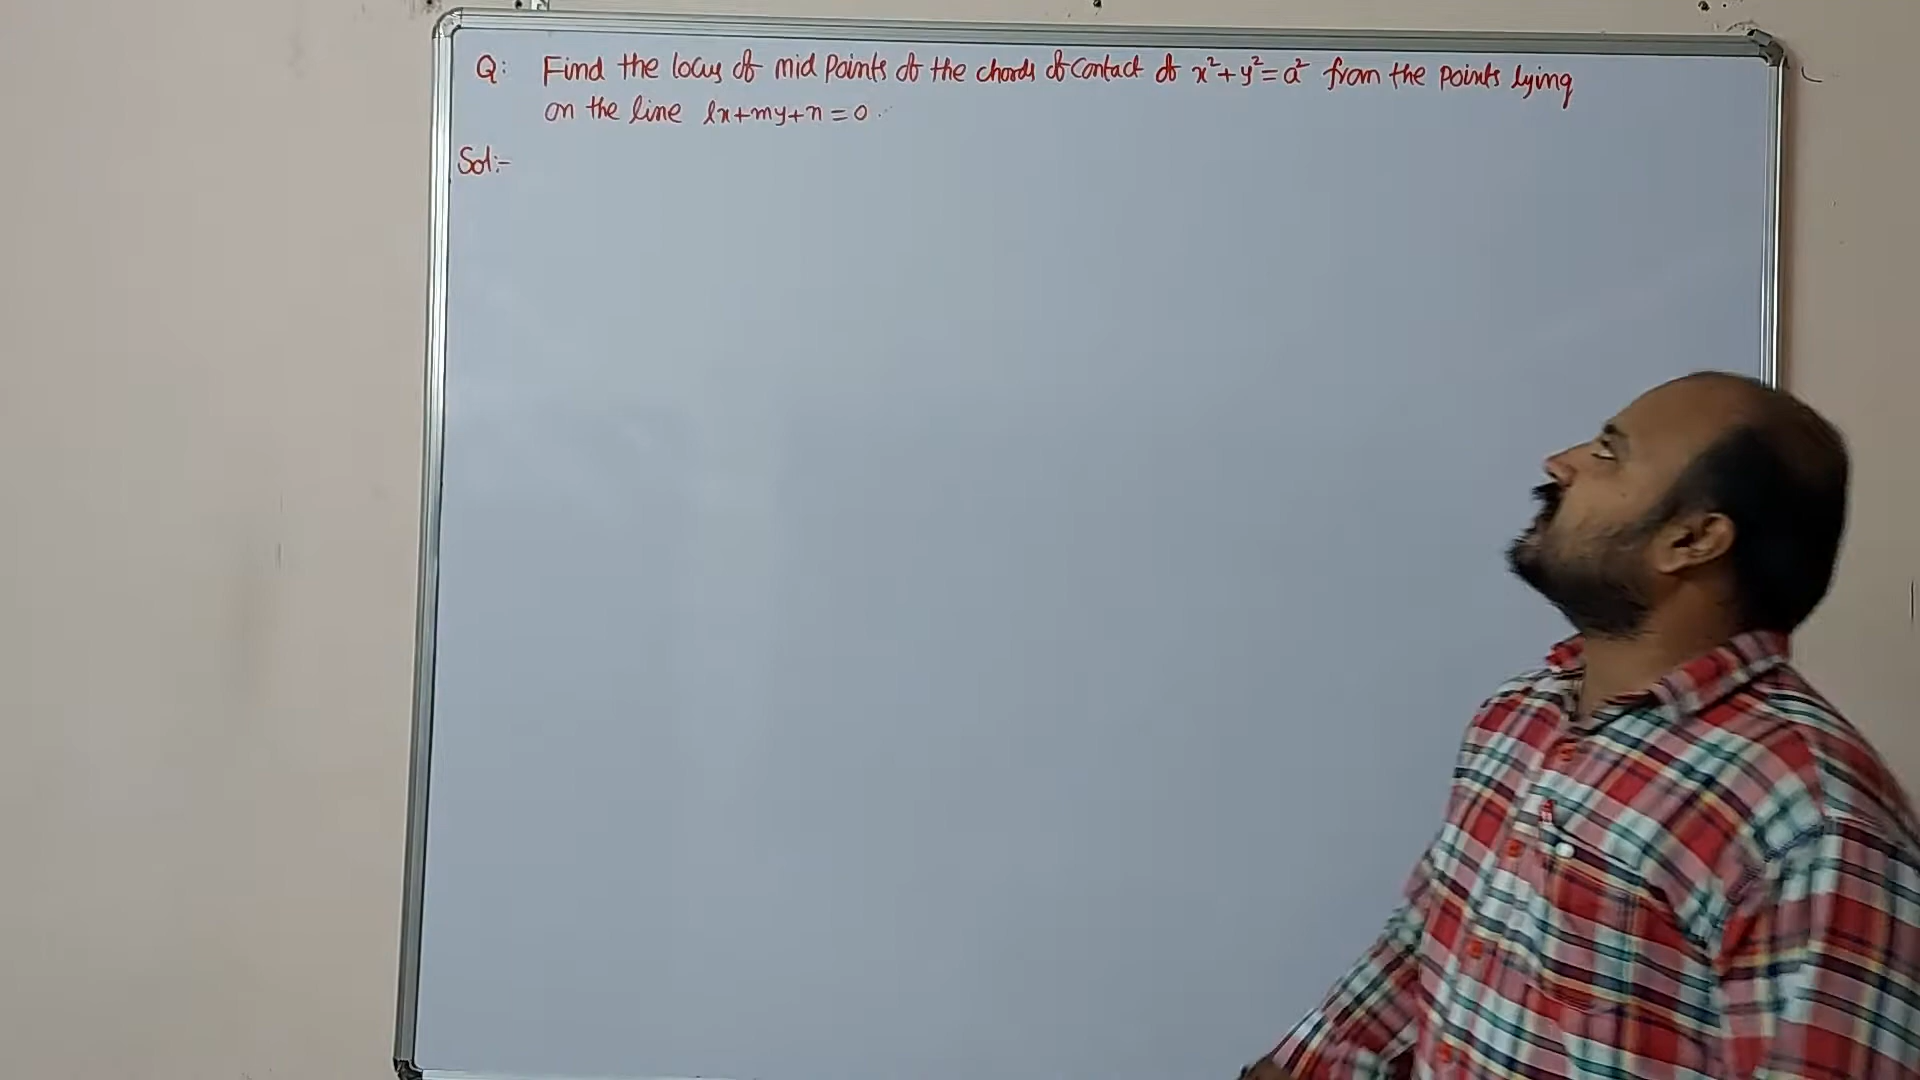 Q: Find the locus of mid points of the chords of contact of x²+y²=a² from the points lying
on the line lx+my+n=0.
Sol:-